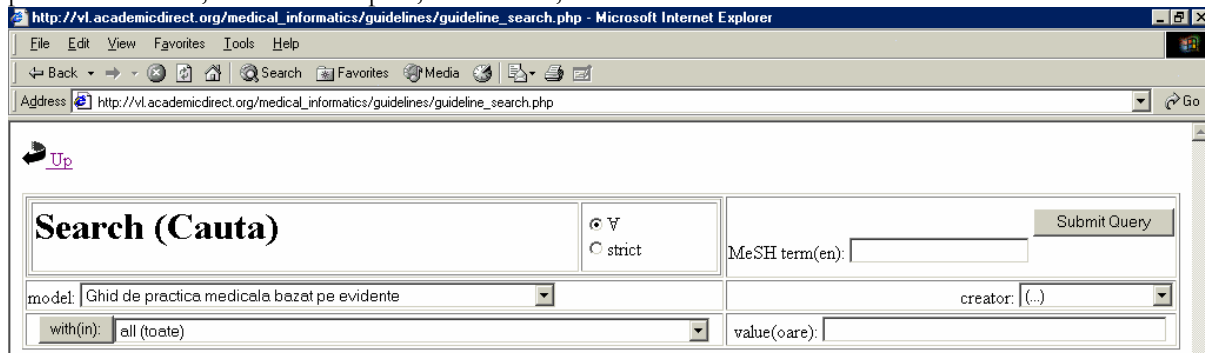 http://vl.academicdirect.org/medical_informatics/guidelines/guideline_search.php - Microsoft Internet Explorer
File Edit View Favorites Tools Help
Back Search Favorites Media
Address http://vl.academicdirect.org/medical_informatics/guidelines/guideline_search.php Go
Up
Search (Cauta)
∀
strict
Submit Query
MeSH term(en):
model: Ghid de practica medicala bazat pe evidente creator: (...)
with(in): all (toate) value(oare):